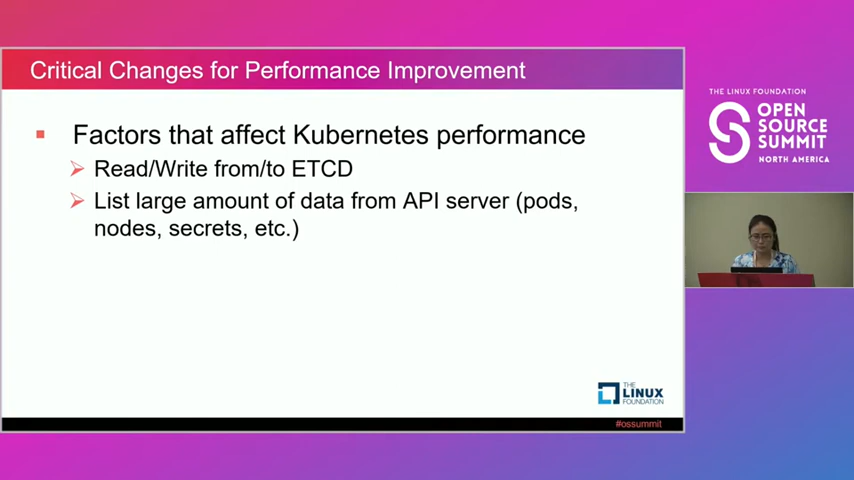 Critical Changes for Performance Improvement
Factors that affect Kubernetes performance
Read/Write from/to ETCD
List large amount of data from API server (pods,
nodes, secrets, etc.)
THE
LINUX
FOUNDATION
#ossummit
THE LINUX FOUNDATION
OPEN
SOURCE
SUMMIT
NORTH AMERICA